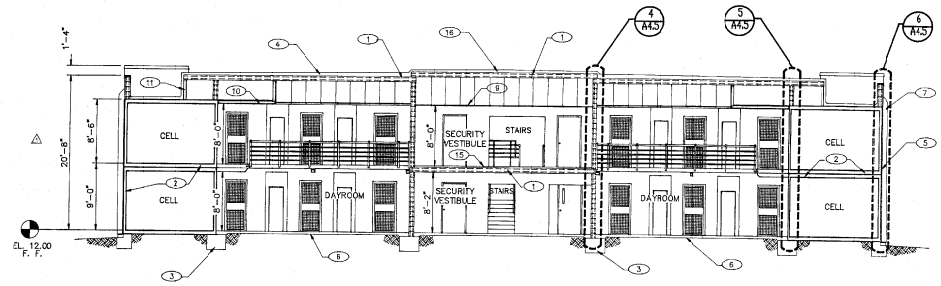 4
A4.5
5
A4.5
6
A4.5
1'-4"
4
1
16
1
11
10
9
7
8'-6"
20'-8"
CELL
8'-0"
SECURITY
VESTIBULE
STAIRS
8'-0"
CELL
15
5
2
1
2
9'-0"
CELL
8'-0"
DAYROOM
8'-2"
SECURITY
VESTIBULE
STAIRS
DAYROOM
CELL
EL. 12.00
F. F.
6
6
3
3